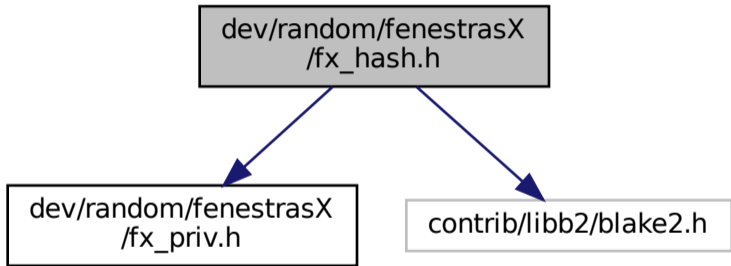 dev/random/fenestrasX
/fx_hash.h
dev/random/fenestrasX
/fx_priv.h
contrib/libb2/blake2.h